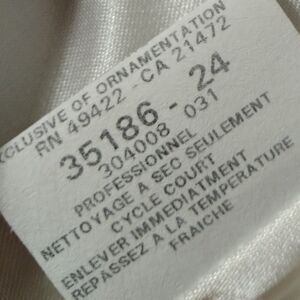 EXCLUSIVE OF ORNAMENTATION
RN 49422 - CA 21472
35186 - 24
304008 031
PROFESSIONNEL
NETTOYAGE A SEC SEULEMENT
CYCLE COURT
ENLEVER IMMEDIATMENT
REPASSEZ A LA TEMPERATURE
FRAICHE